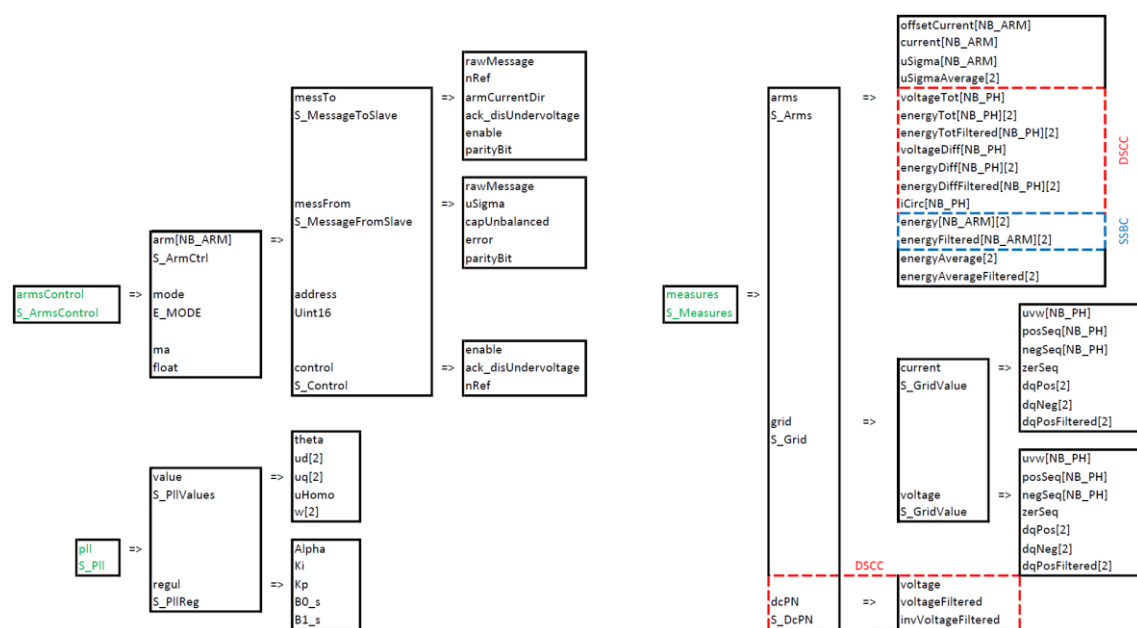 armsControl
S_ArmsControl
=>
arm[NB_ARM]
S_ArmCtrl
mode
E_MODE
ma
float
=>
messTo
S_MessageToSlave
=>
rawMessage
nRef
armCurrentDir
ack_disUndervoltage
enable
parityBit
messFrom
S_MessageFromSlave
=>
rawMessage
uSigma
capUnbalanced
error
parityBit
address
Uint16
control
S_Control
=>
enable
ack_disUndervoltage
nRef
pll
S_Pll
=>
value
S_PllValues
=>
theta
ud[2]
uq[2]
uHomo
w[2]
regul
S_PllReg
=>
Alpha
Ki
Kp
B0_s
B1_s
measures
S_Measures
=>
arms
S_Arms
=>
offsetCurrent[NB_ARM]
current[NB_ARM]
uSigma[NB_ARM]
uSigmaAverage[2]
voltageTot[NB_PH]
energyTot[NB_PH][2]
energyTotFiltered[NB_PH][2]
voltageDiff[NB_PH]
energyDiff[NB_PH][2]
energyDiffFiltered[NB_PH][2]
iCirc[NB_PH]
DSCC
energy[NB_ARM][2]
energyFiltered[NB_ARM][2]
SSBC
energyAverage[2]
energyAverageFiltered[2]
grid
S_Grid
=>
current
S_GridValue
=>
uvw[NB_PH]
posSeq[NB_PH]
negSeq[NB_PH]
zerSeq
dqPos[2]
dqNeg[2]
dqPosFiltered[2]
voltage
S_GridValue
=>
uvw[NB_PH]
posSeq[NB_PH]
negSeq[NB_PH]
zerSeq
dqPos[2]
dqNeg[2]
dqPosFiltered[2]
DSCC
dcPN
S_DcPN
=>
voltage
voltageFiltered
invVoltageFiltered